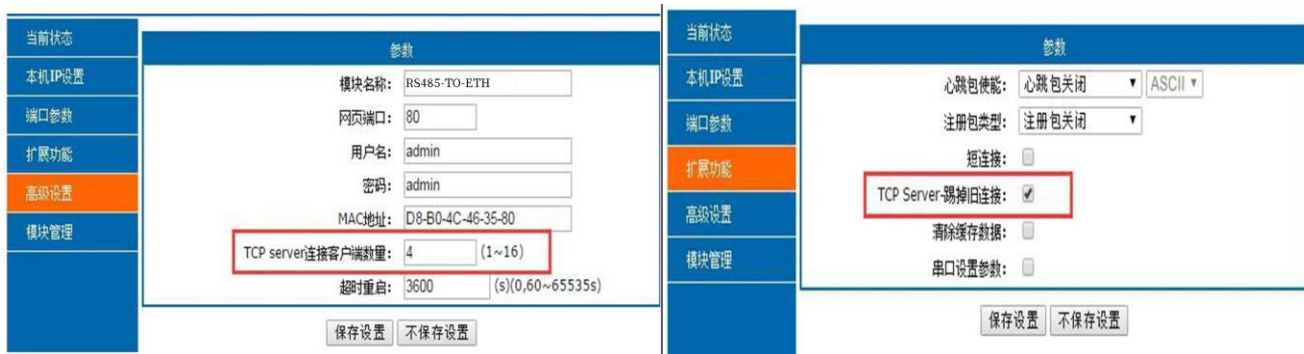 当前状态
本机IP设置
端口参数
扩展功能
高级设置
模块管理
参数
模块名称: RS485-TO-ETH
网页端口: 80
用户名: admin
密码: admin
MAC地址: D8-B0-4C-46-35-80
TCP server连接客户端数量: 4 (1~16)
超时重启: 3600 (s)(0,60~65535s)
保存设置 不保存设置
当前状态
本机IP设置
端口参数
扩展功能
高级设置
模块管理
参数
心跳包使能: 心跳包关闭 ASCII
注册包类型: 注册包关闭
短连接:
TCP Server-踢掉旧连接:
清除缓存数据:
串口设置参数:
保存设置 不保存设置